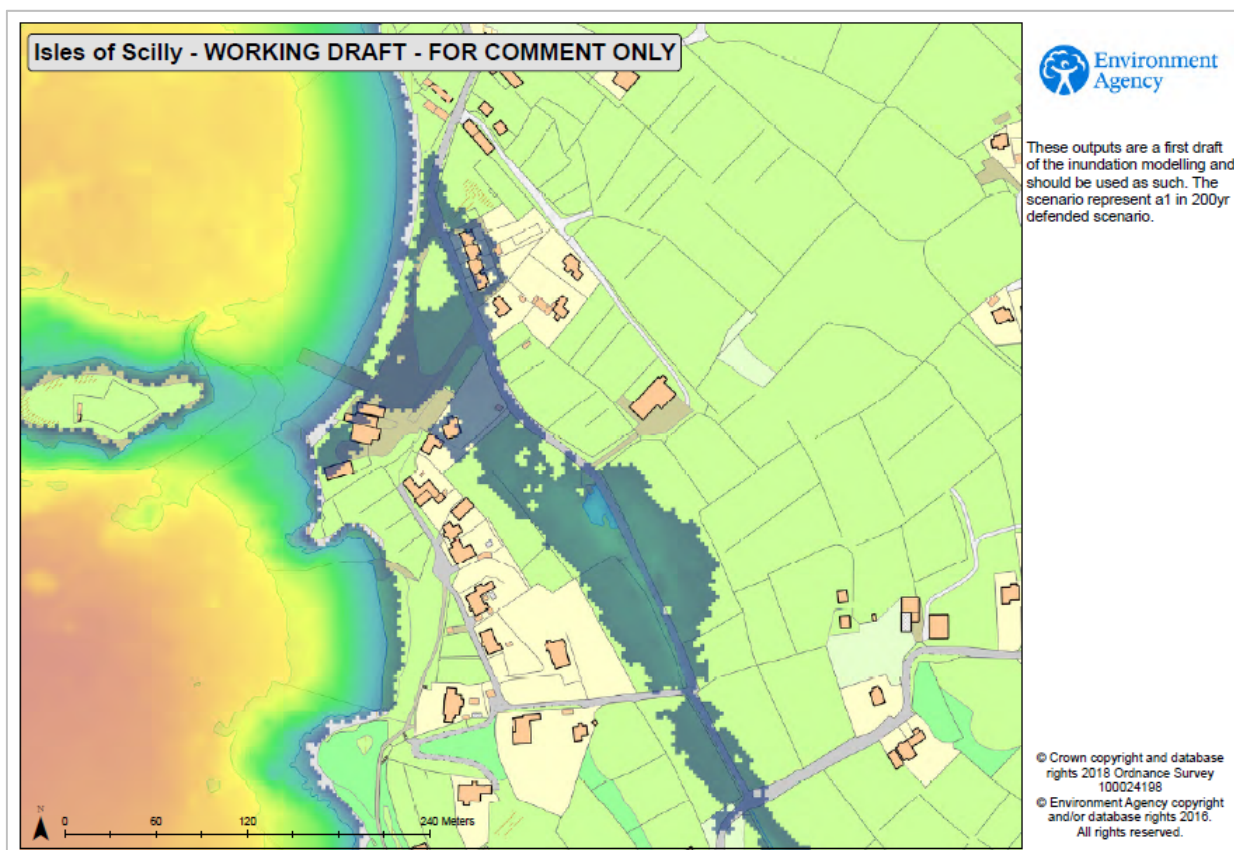 Isles of Scilly - WORKING DRAFT - FOR COMMENT ONLY
Environment
Agency
These outputs are a first draft
of the inundation modelling and
should be used as such. The
scenario represent a1 in 200yr
defended scenario.
© Crown copyright and database
rights 2018 Ordnance Survey
100024198
© Environment Agency copyright
and/or database rights 2016.
All rights reserved.
N
0 60 120 240 Meters